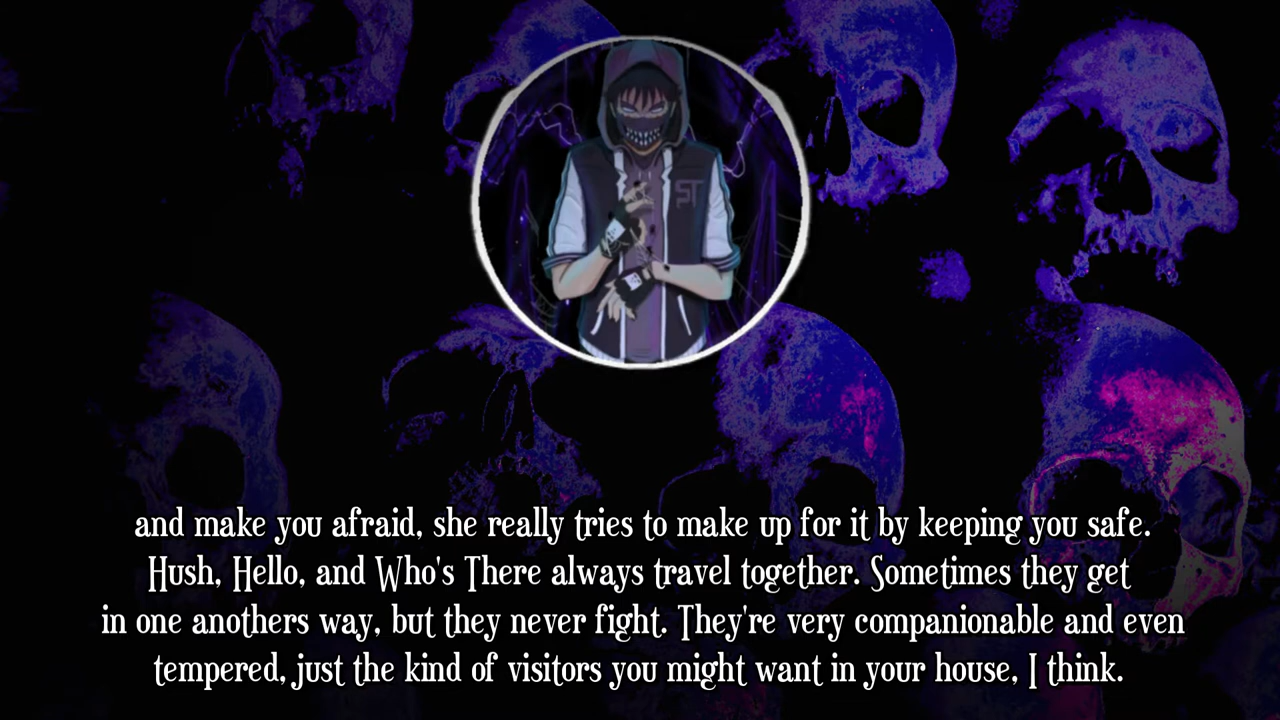 ST
and make you afraid, she really tries to make up for it by keeping you safe.
Hush, Hello, and Who's There always travel together. Sometimes they get
in one anothers way, but they never fight. They're very companionable and even
tempered, just the kind of visitors you might want in your house, I think.